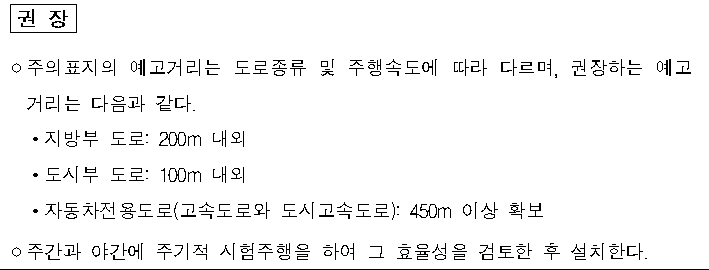 권 장
○ 주의표지의 예고거리는 도로종류 및 주행속도에 따라 다르며, 권장하는 예고
거리는 다음과 같다.
• 지방부 도로: 200m 내외
• 도시부 도로: 100m 내외
• 자동차전용도로(고속도로와 도시고속도로): 450m 이상 확보
○ 주간과 야간에 주기적 시험주행을 하여 그 효율성을 검토한 후 설치한다.